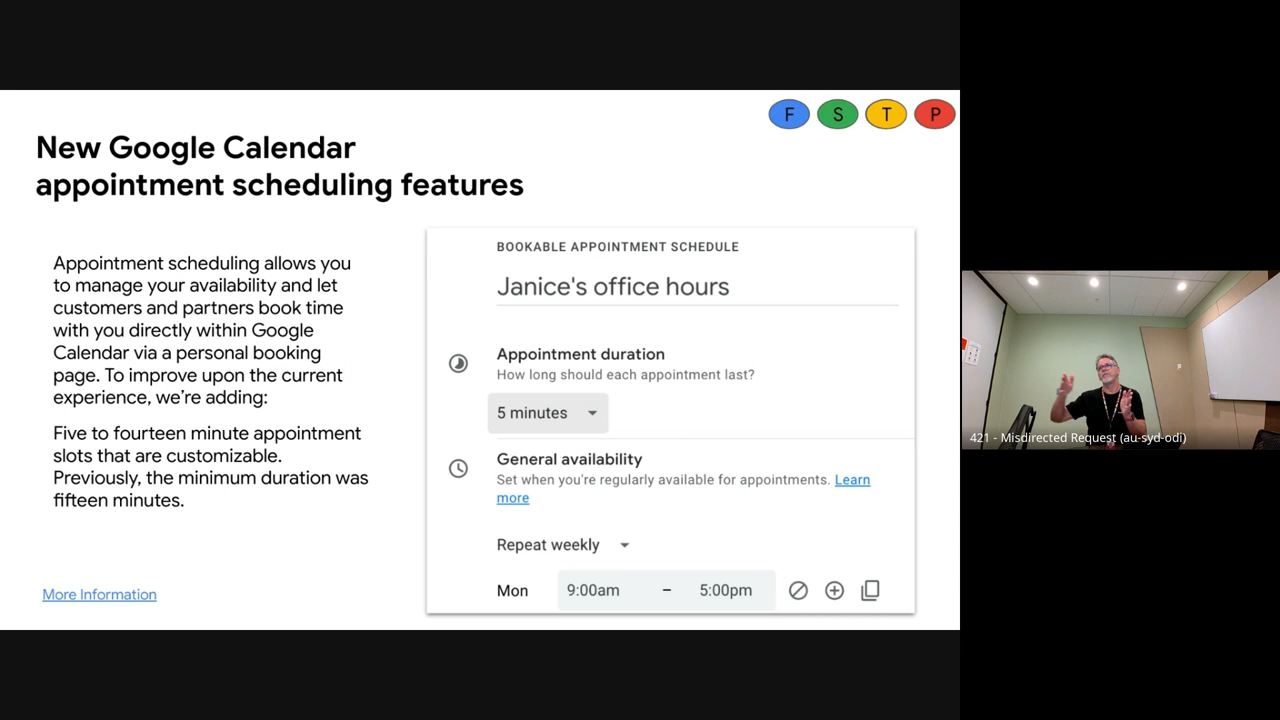 F S T P
New Google Calendar
appointment scheduling features
Appointment scheduling allows you
to manage your availability and let
customers and partners book time
with you directly within Google
Calendar via a personal booking
page. To improve upon the current
experience, we’re adding:
Five to fourteen minute appointment
slots that are customizable.
Previously, the minimum duration was
fifteen minutes.
More Information
BOOKABLE APPOINTMENT SCHEDULE
Janice's office hours
Appointment duration
How long should each appointment last?
5 minutes
General availability
Set when you're regularly available for appointments. Learn
more
Repeat weekly
Mon 9:00am – 5:00pm
421 - Misdirected Request (au-syd-odi)